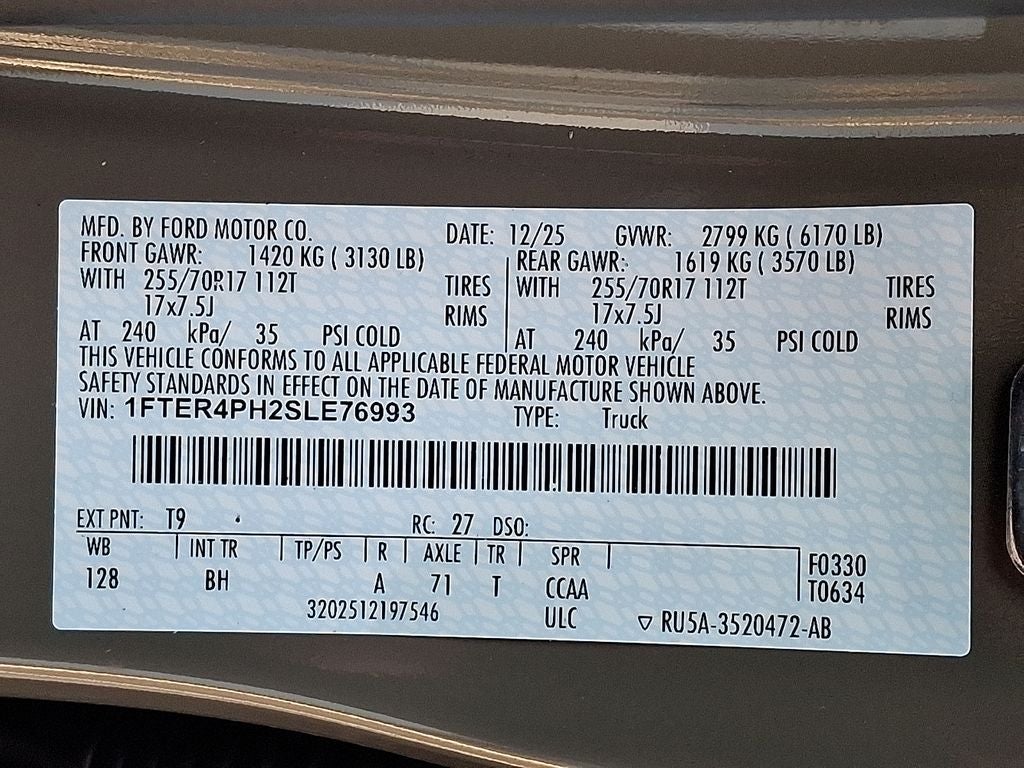 MFD. BY FORD MOTOR CO. DATE: 12/25 GVWR: 2799 KG ( 6170 LB)
FRONT GAWR: 1420 KG ( 3130 LB) REAR GAWR: 1619 KG ( 3570 LB)
WITH 255/70R17 112T TIRES WITH 255/70R17 112T TIRES
17x7.5J RIMS 17x7.5J RIMS
AT 240 kPa/ 35 PSI COLD AT 240 kPa/ 35 PSI COLD
THIS VEHICLE CONFORMS TO ALL APPLICABLE FEDERAL MOTOR VEHICLE
SAFETY STANDARDS IN EFFECT ON THE DATE OF MANUFACTURE SHOWN ABOVE.
VIN: 1FTER4PH2SLE76993 TYPE: Truck
EXT PNT: T9 RC: 27 DSO:
WB INT TR TP/PS R AXLE TR SPR F0330
128 BH A 71 T CCAA T0634
3202512197546 ULC ▽ RU5A-3520472-AB